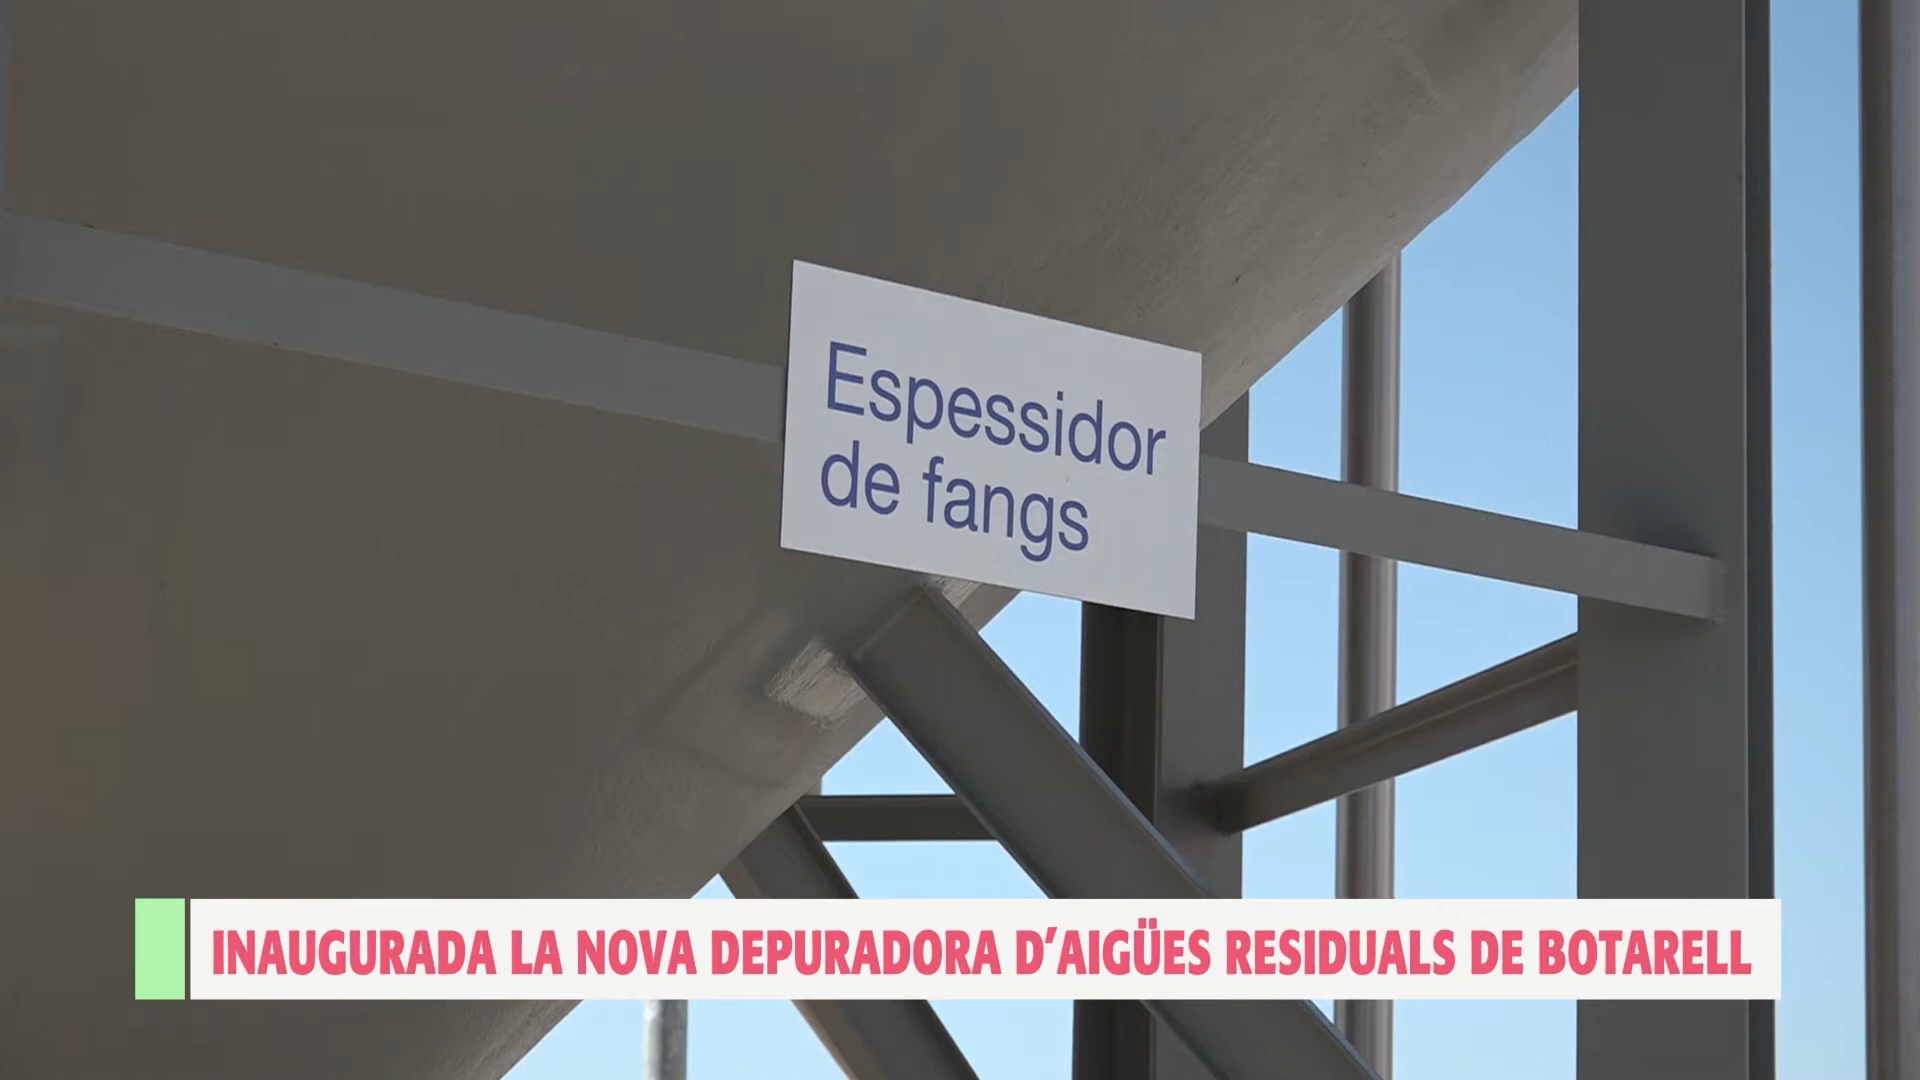 Espessidor
de fangs
INAUGURADA LA NOVA DEPURADORA D'AIGÜES RESIDUALS DE BOTARELL